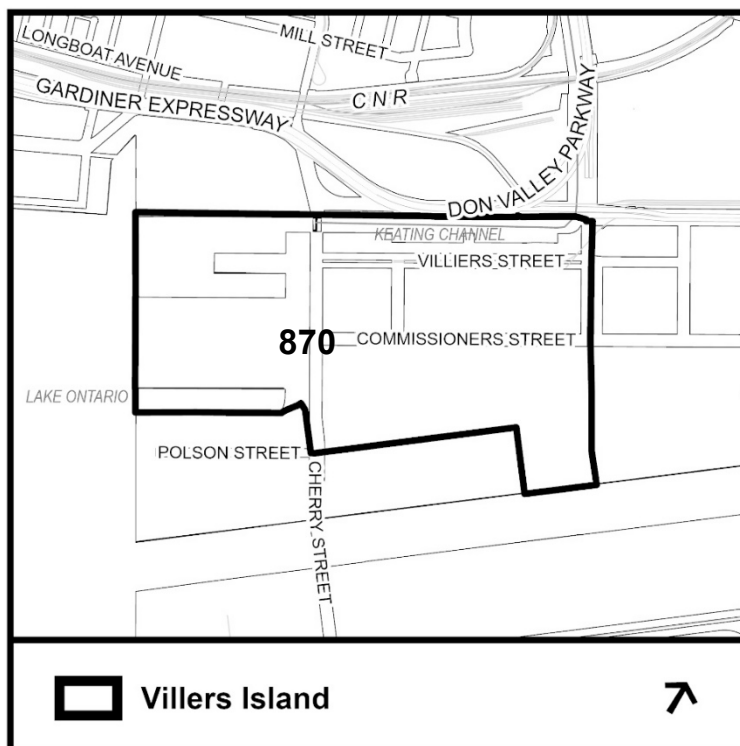 MILL STREET
LONGBOAT AVENUE
CNR
GARDINER EXPRESSWAY
DON VALLEY PARKWAY
KEATING CHANNEL
VILLIERS STREET
870
COMMISSIONERS STREET
LAKE ONTARIO
POLSON STREET
CHERRY STREET
Villers Island